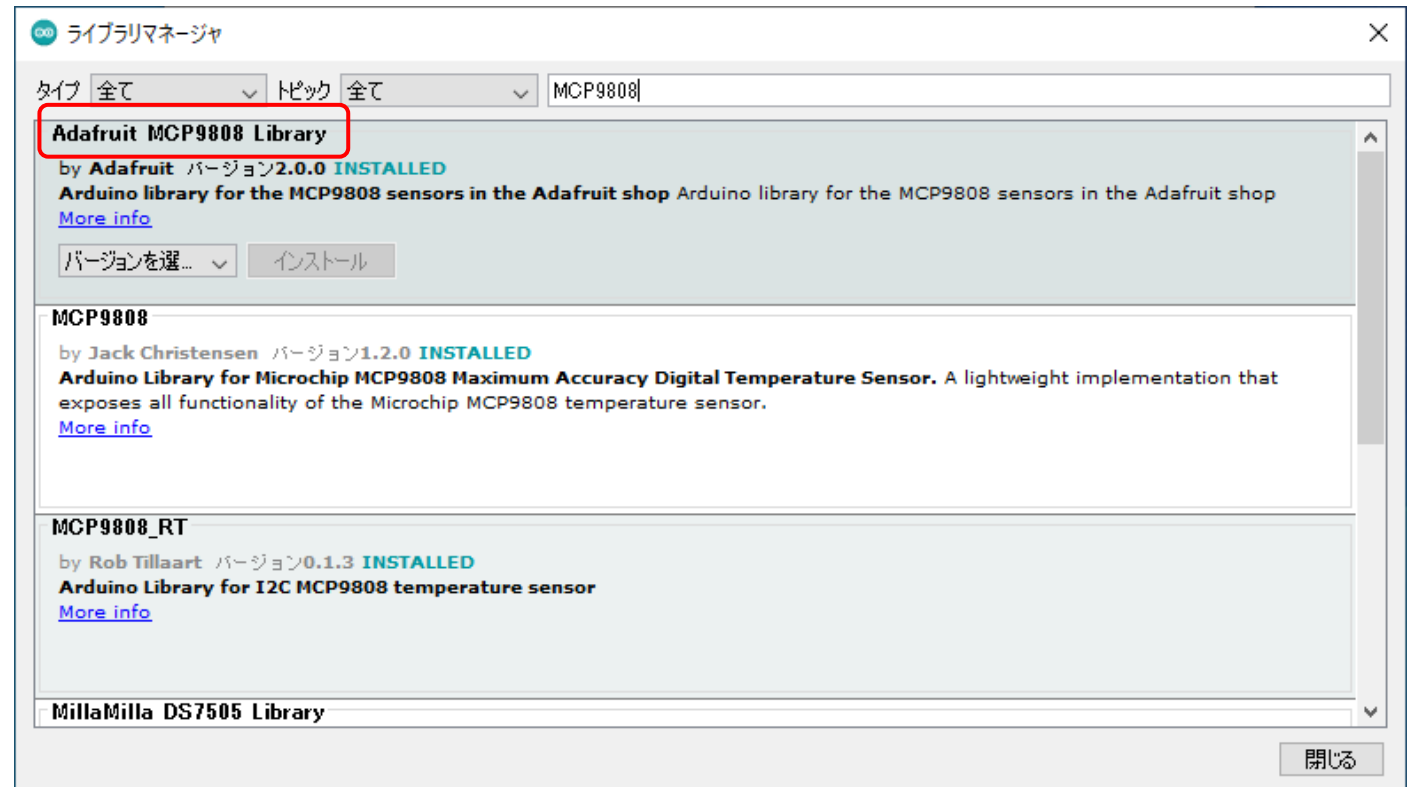 ライブラリマネージャ
タイプ 全て トピック 全て MCP9808
Adafruit MCP9808 Library
by Adafruit バージョン2.0.0 INSTALLED
Arduino library for the MCP9808 sensors in the Adafruit shop Arduino library for the MCP9808 sensors in the Adafruit shop
More info
バージョンを選... インストール
MCP9808
by Jack Christensen バージョン1.2.0 INSTALLED
Arduino Library for Microchip MCP9808 Maximum Accuracy Digital Temperature Sensor. A lightweight implementation that
exposes all functionality of the Microchip MCP9808 temperature sensor.
More info
MCP9808_RT
by Rob Tillaart バージョン0.1.3 INSTALLED
Arduino Library for I2C MCP9808 temperature sensor
More info
MillaMilla DS7505 Library
閉じる